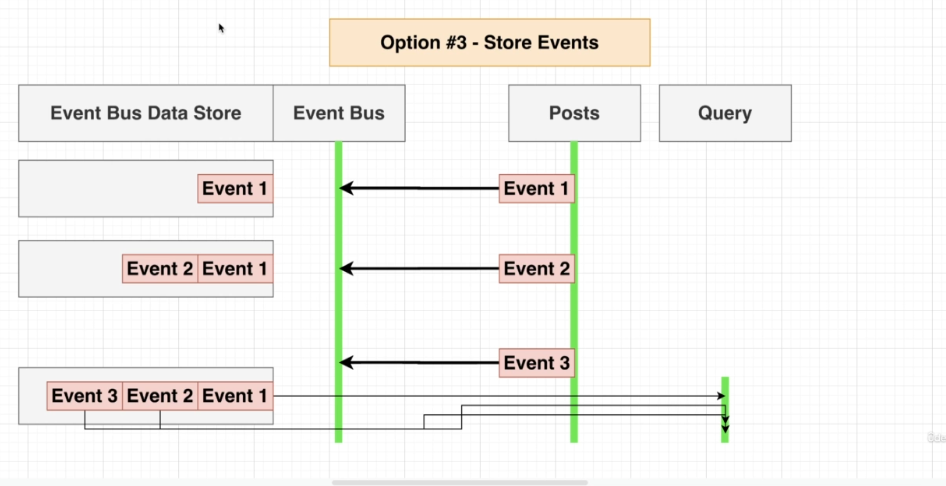 Option #3 - Store Events
Event Bus Data Store
Event Bus
Posts
Query
Event 1
Event 1
Event 2
Event 1
Event 2
Event 3
Event 3
Event 2
Event 1